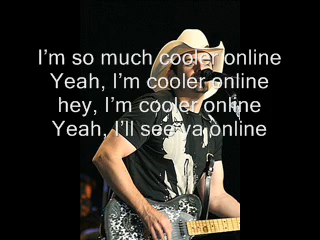 I'm so much cooler online
Yeah, I'm cooler online
hey, I'm cooler online
Yeah, I'll see ya online